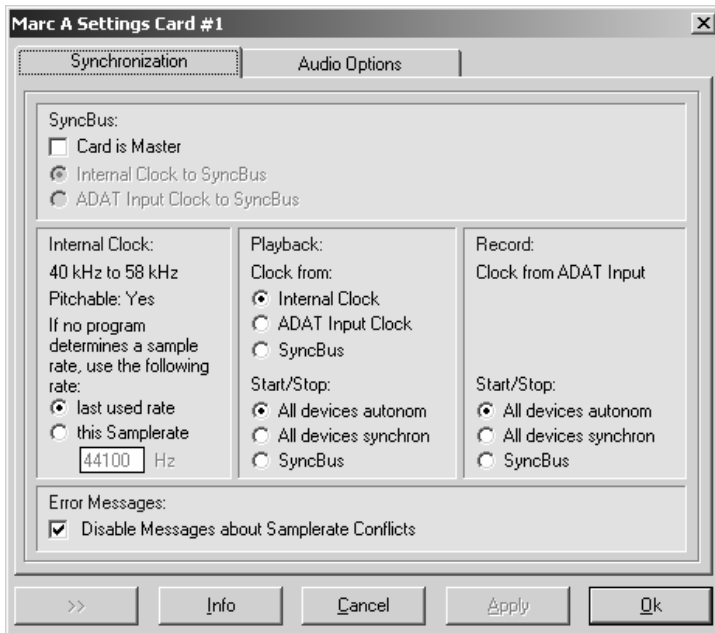 Marc A Settings Card #1
Synchronization
Audio Options
SyncBus:
Card is Master
Internal Clock to SyncBus
ADAT Input Clock to SyncBus
Internal Clock:
40 kHz to 58 kHz
Pitchable: Yes
If no program
determines a sample
rate, use the following
rate:
last used rate
this Samplerate
44100 Hz
Playback:
Clock from:
Internal Clock
ADAT Input Clock
SyncBus
Start/Stop:
All devices autonom
All devices synchron
SyncBus
Record:
Clock from ADAT Input
Start/Stop:
All devices autonom
All devices synchron
SyncBus
Error Messages:
Disable Messages about Samplerate Conflicts
>>
Info
Cancel
Apply
Ok